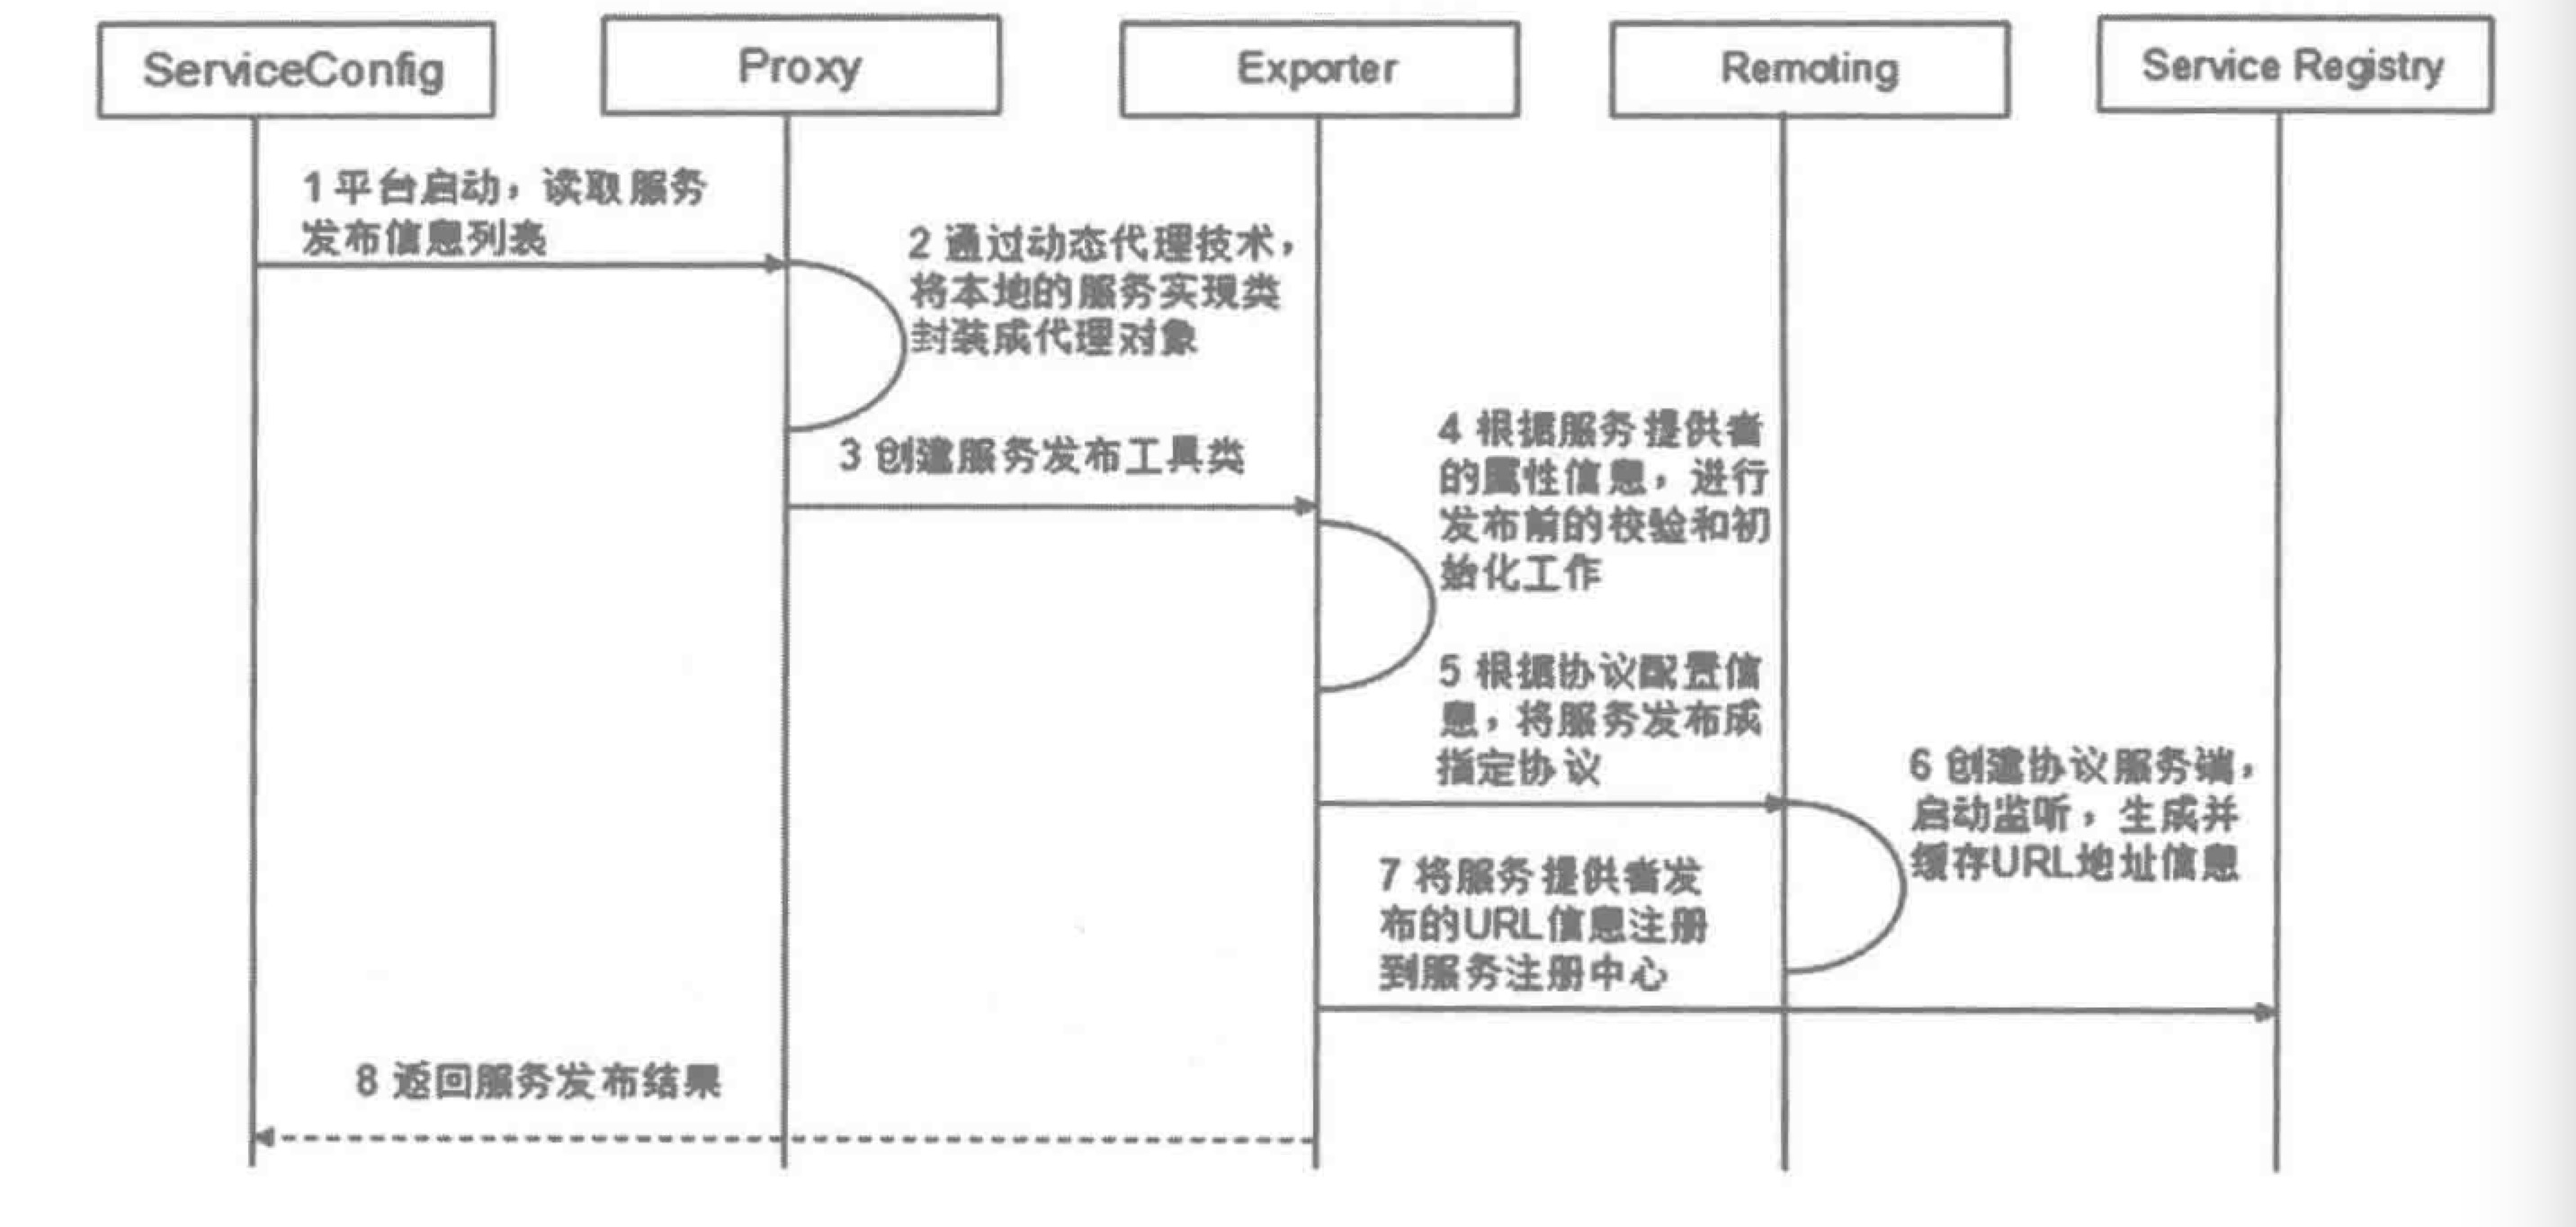 ServiceConfig
Proxy
Exporter
Remoting
Service Registry
1 平台启动，读取服务
发布信息列表
2 通过动态代理技术，
将本地的服务实现类
封装成代理对象
3 创建服务发布工具类
4 根据服务提供者
的属性信息，进行
发布前的校验和初
始化工作
5 根据协议配置信
息，将服务发布成
指定协议
6 创建协议服务端，
启动监听，生成并
缓存URL地址信息
7 将服务提供者发
布的URL信息注册
到服务注册中心
8 返回服务发布结果